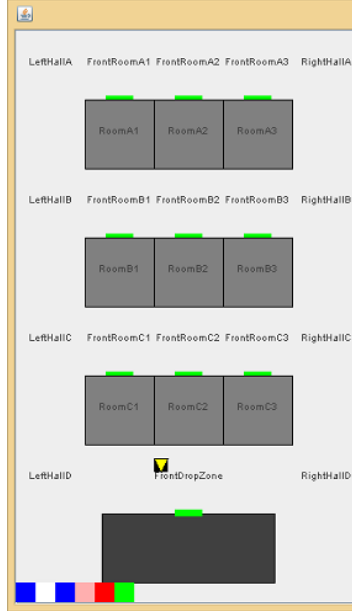 LeftHallA FrontRoomA1 FrontRoomA2 FrontRoomA3 RightHallA
RoomA1 RoomA2 RoomA3
LeftHallB FrontRoomB1 FrontRoomB2 FrontRoomB3 RightHallB
RoomB1 RoomB2 RoomB3
LeftHallC FrontRoomC1 FrontRoomC2 FrontRoomC3 RightHallC
RoomC1 RoomC2 RoomC3
LeftHallD FrontDropZone RightHallD